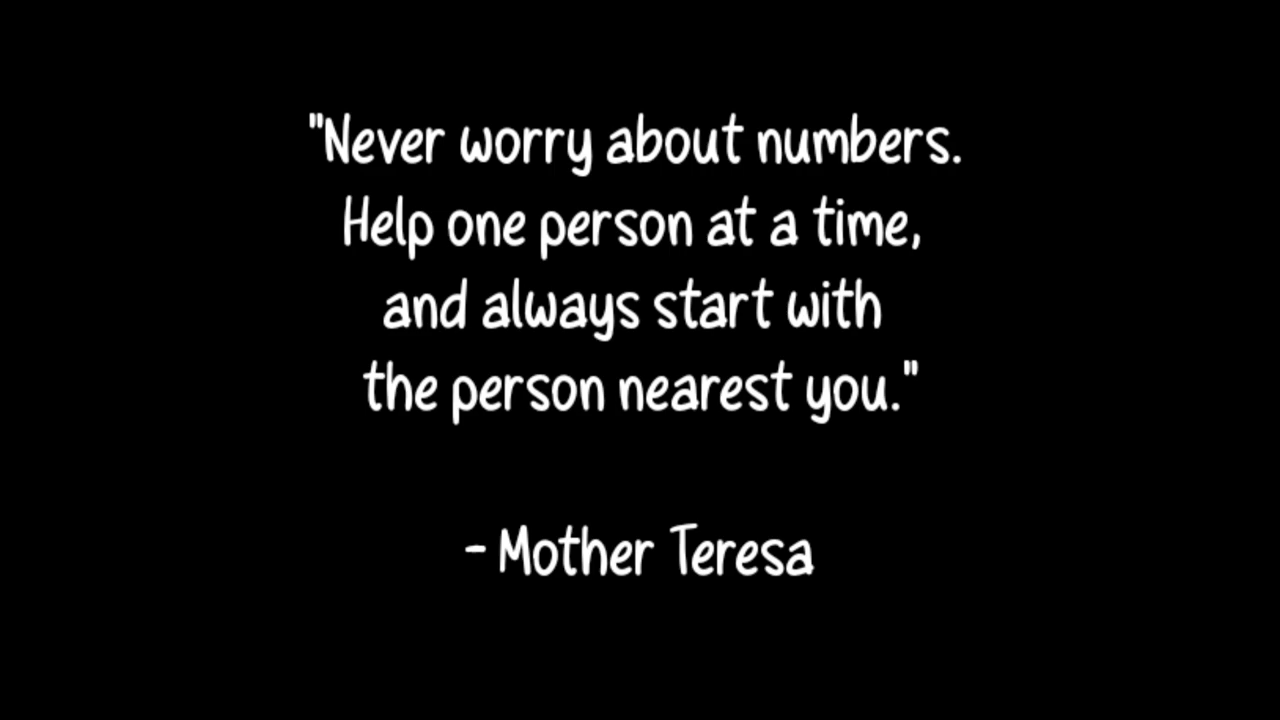 "Never worry about numbers.
Help one person at a time,
and always start with
the person nearest you."
- Mother Teresa